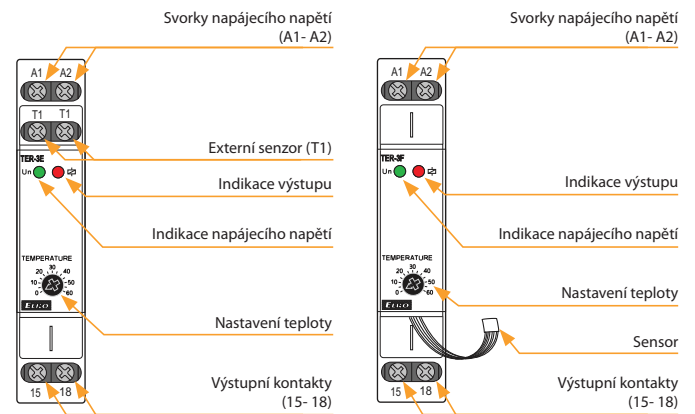 Svorky napájecího napětí
(A1- A2)
A1 A2
T1 T1
Externí senzor (T1)
TER-3E
Un
Indikace výstupu
Indikace napájecího napětí
TEMPERATURE
20 30 40
10 50
0 60
ELKO
Nastavení teploty
Výstupní kontakty
(15- 18)
15 18
Svorky napájecího napětí
(A1- A2)
A1 A2
TER-3F
Un
Indikace výstupu
Indikace napájecího napětí
TEMPERATURE
20 30 40
10 50
0 60
ELKO
Nastavení teploty
Sensor
Výstupní kontakty
(15- 18)
15 18